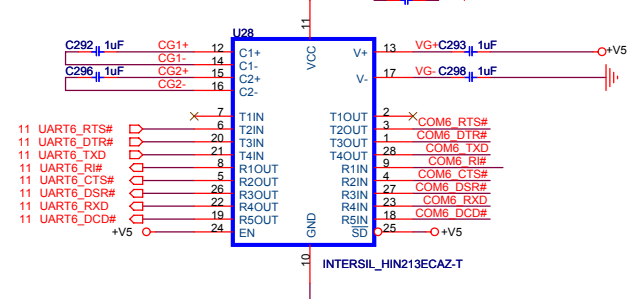 11
U28
C292 1uF CG1+ 12 C1+ VCC V+ 13 VG+ C293 1uF +V5
CG1- 14 C1-
C296 1uF CG2+ 15 C2+ V- 17 VG- C298 1uF
CG2- 16 C2-
7 T1IN T1OUT 2
11 UART6_RTS# 6 T2IN T2OUT 3 COM6_RTS#
11 UART6_DTR# 20 T3IN T3OUT 1 COM6_DTR#
11 UART6_TXD 21 T4IN T4OUT 28 COM6_TXD
11 UART6_RI# 8 R1OUT R1IN 9 COM6_RI#
11 UART6_CTS# 5 R2OUT R2IN 4 COM6_CTS#
11 UART6_DSR# 26 R3OUT R3IN 27 COM6_DSR#
11 UART6_RXD 22 R4OUT R4IN 23 COM6_RXD
11 UART6_DCD# 19 R5OUT R5IN 18 COM6_DCD#
+V5 24 EN GND SD 25 +V5
10
INTERSIL_HIN213ECAZ-T